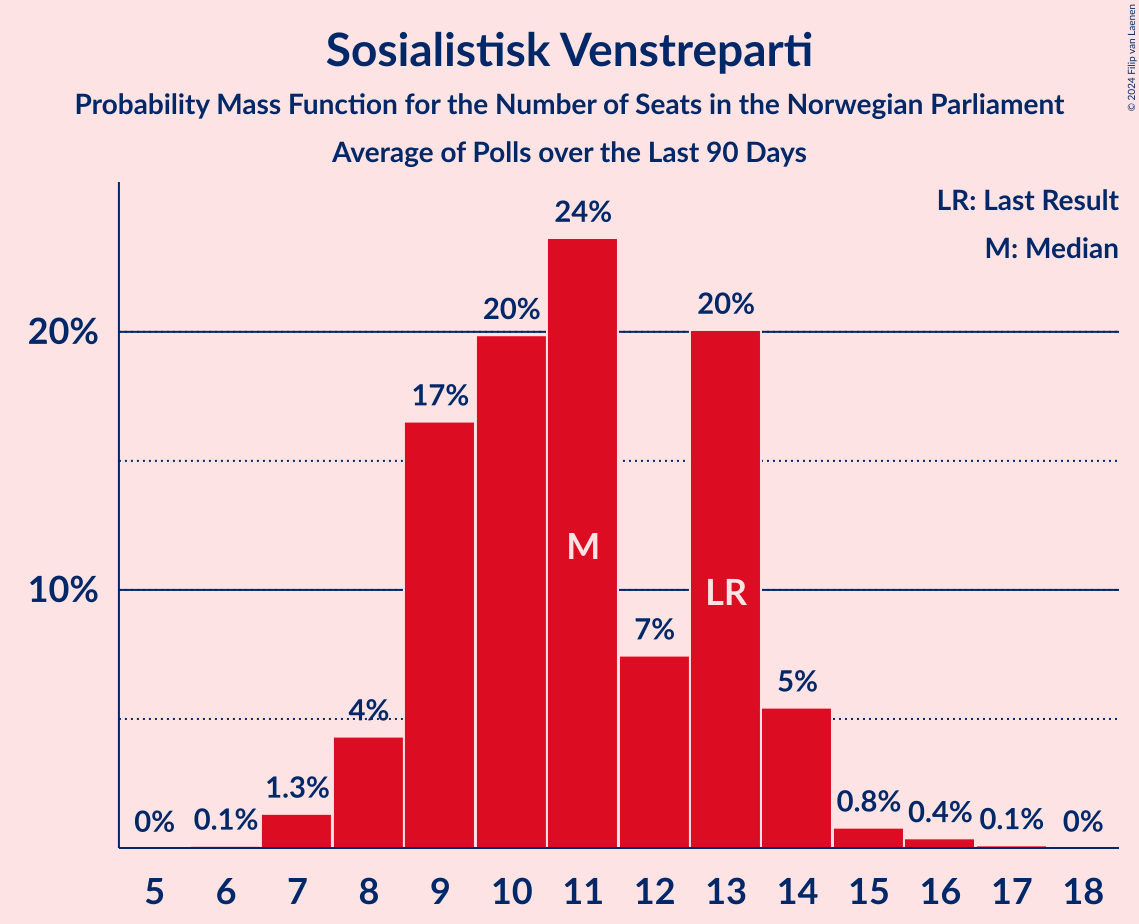 Sosialistisk Venstreparti
Probability Mass Function for the Number of Seats in the Norwegian Parliament
Average of Polls over the Last 90 Days
© 2024 Filip van Laenen
LR: Last Result
M: Median
24%
20%
20%
20%
17%
M
LR
10%
7%
5%
4%
1.3%
0.8%
0.4%
0%
0.1%
0.1%
0%
5 6 7 8 9 10 11 12 13 14 15 16 17 18